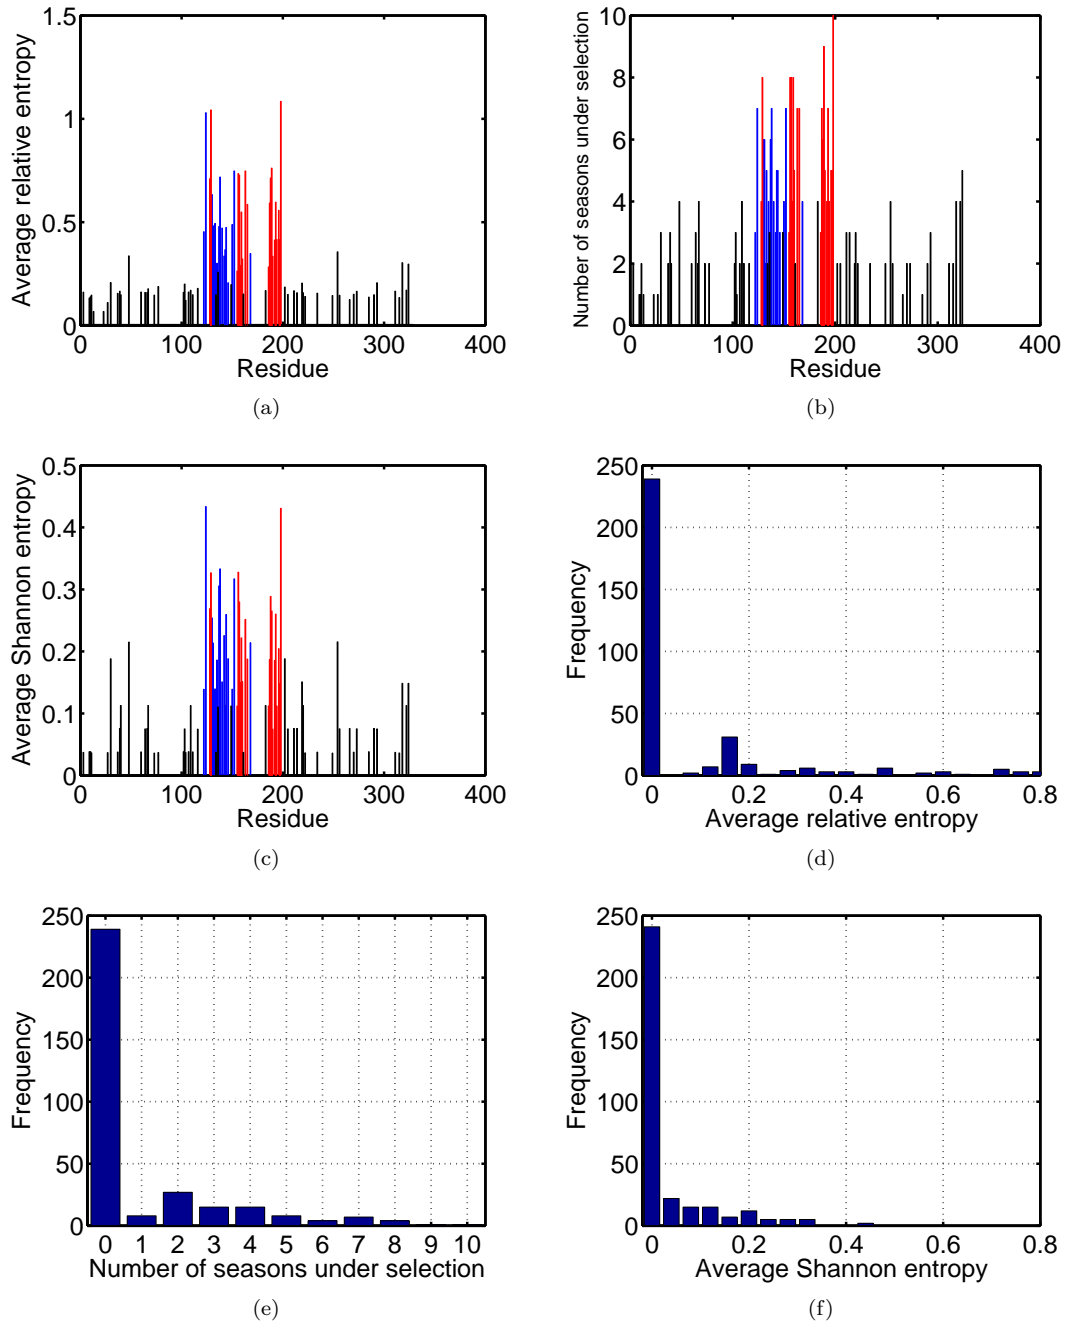 1.5
1
0.5
0
0 100 200 300 400
Average relative entropy
Residue
(a)
10
8
6
4
2
0
0 100 200 300 400
Number of seasons under selection
Residue
(b)
0.5
0.4
0.3
0.2
0.1
0
0 100 200 300 400
Average Shannon entropy
Residue
(c)
250
200
150
100
50
0
0 0.2 0.4 0.6 0.8
Frequency
Average relative entropy
(d)
250
200
150
100
50
0
0 1 2 3 4 5 6 7 8 9 10
Frequency
Number of seasons under selection
(e)
250
200
150
100
50
0
0 0.2 0.4 0.6 0.8
Frequency
Average Shannon entropy
(f)